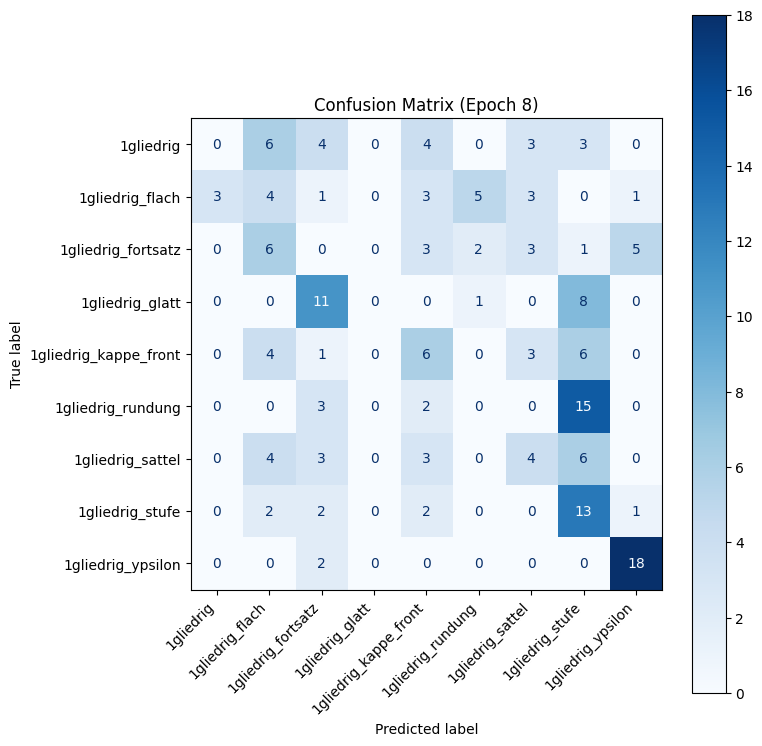 Confusion Matrix (Epoch 8)
1gliedrig 0 6 4 0 4 0 3 3 0
1gliedrig_flach 3 4 1 0 3 5 3 0 1
1gliedrig_fortsatz 0 6 0 0 3 2 3 1 5
1gliedrig_glatt 0 0 11 0 0 1 0 8 0
1gliedrig_kappe_front 0 4 1 0 6 0 3 6 0
1gliedrig_rundung 0 0 3 0 2 0 0 15 0
1gliedrig_sattel 0 4 3 0 3 0 4 6 0
1gliedrig_stufe 0 2 2 0 2 0 0 13 1
1gliedrig_ypsilon 0 0 2 0 0 0 0 0 18
True label
1gliedrig
1gliedrig_flach
1gliedrig_fortsatz
1gliedrig_glatt
1gliedrig_kappe_front
1gliedrig_rundung
1gliedrig_sattel
1gliedrig_stufe
1gliedrig_ypsilon
Predicted label
18
16
14
12
10
8
6
4
2
0